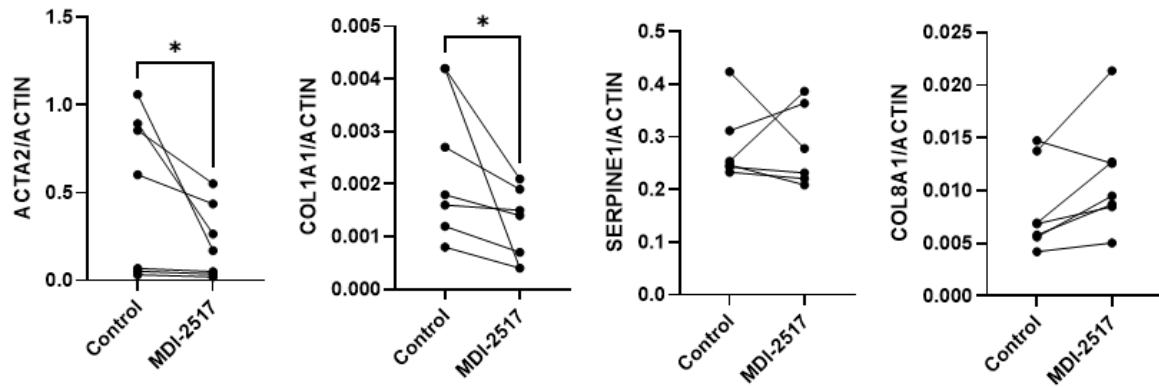 ACTA2/ACTIN
1.5
1.0
0.5
0.0
*
Control
MDI-2517
COL1A1/ACTIN
0.005
0.004
0.003
0.002
0.001
0.000
*
Control
MDI-2517
SERPINE1/ACTIN
0.5
0.4
0.3
0.2
0.1
0.0
Control
MDI-2517
COL8A1/ACTIN
0.025
0.020
0.015
0.010
0.005
0.000
Control
MDI-2517